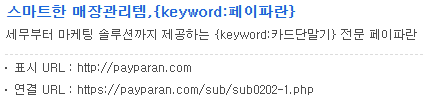 스마트한 매장관리템,{keyword:페이파란}
세무부터 마케팅 솔루션까지 제공하는 {keyword:카드단말기} 전문 페이파란
· 표시 URL : http://payparan.com
· 연결 URL : https://payparan.com/sub/sub0202-1.php